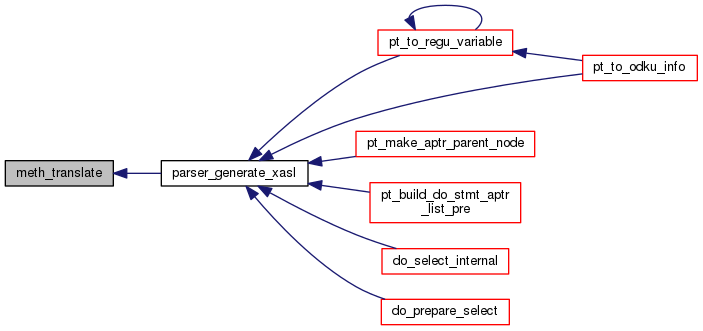 pt_to_regu_variable
pt_to_odku_info
pt_make_aptr_parent_node
meth_translate
parser_generate_xasl
pt_build_do_stmt_aptr
_list_pre
do_select_internal
do_prepare_select